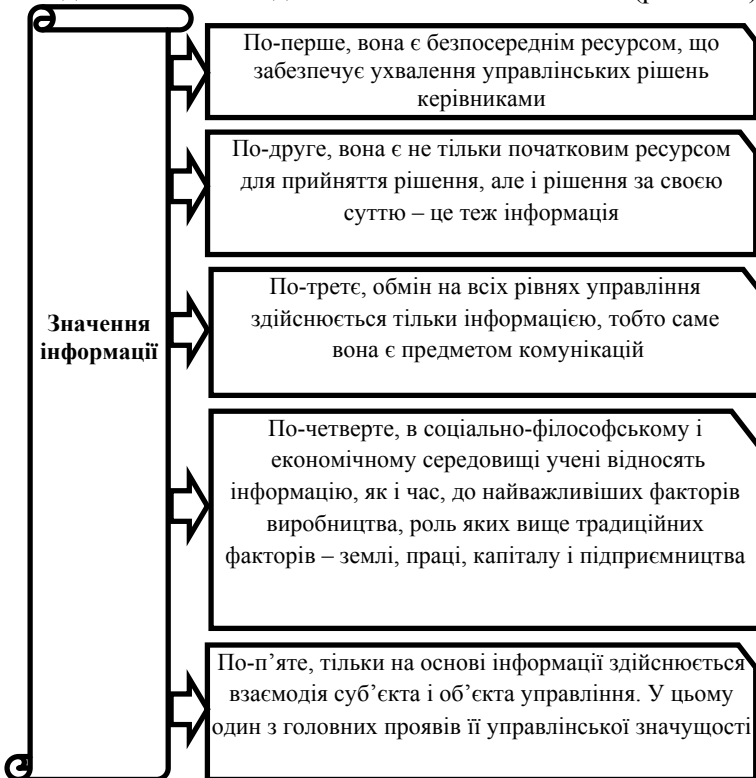 По-перше, вона є безпосереднім ресурсом, що
забезпечує ухвалення управлінських рішень
керівниками
По-друге, вона є не тільки початковим ресурсом
для прийняття рішення, але і рішення за своєю
суттю – це теж інформація
Значення
інформації
По-третє, обмін на всіх рівнях управління
здійснюється тільки інформацією, тобто саме
вона є предметом комунікацій
По-четверте, в соціально-філософському і
економічному середовищі учені відносять
інформацію, як і час, до найважливіших факторів
виробництва, роль яких вище традиційних
факторів – землі, праці, капіталу і підприємництва
По-п’яте, тільки на основі інформації здійснюється
взаємодія суб’єкта і об’єкта управління. У цьому
один з головних проявів її управлінської значущості